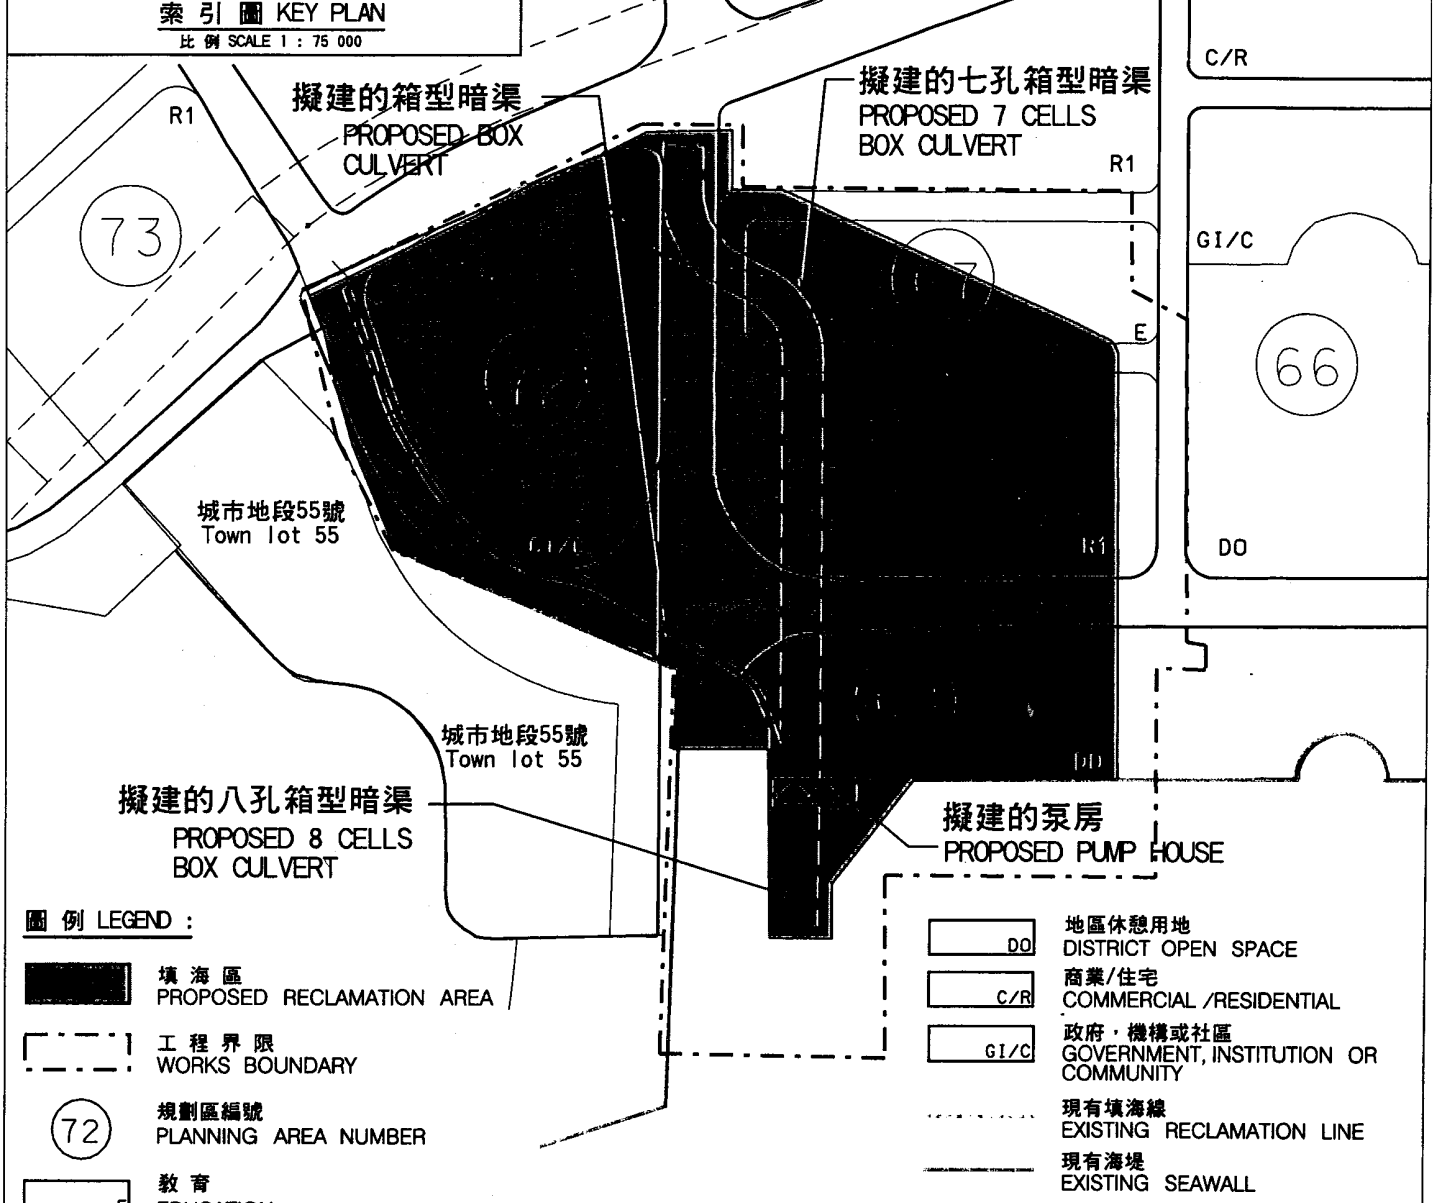 索引圖 KEY PLAN
比例 SCALE 1 : 75 000
擬建的箱型暗渠
PROPOSED BOX
CULVERT
擬建的七孔箱型暗渠
PROPOSED 7 CELLS
BOX CULVERT
C/R
R1
R1
73
GI/C
E
66
城市地段55號
Town lot 55
GI/C
R1
DO
城市地段55號
Town lot 55
DO
擬建的八孔箱型暗渠
PROPOSED 8 CELLS
BOX CULVERT
擬建的泵房
PROPOSED PUMP HOUSE
圖例 LEGEND :
填海區
PROPOSED RECLAMATION AREA
工程界限
WORKS BOUNDARY
72
規劃區編號
PLANNING AREA NUMBER
教育
DO
地區休憩用地
DISTRICT OPEN SPACE
C/R
商業/住宅
COMMERCIAL /RESIDENTIAL
GI/C
政府,機構或社區
GOVERNMENT, INSTITUTION OR
COMMUNITY
現有填海線
EXISTING RECLAMATION LINE
現有海堤
EXISTING SEAWALL